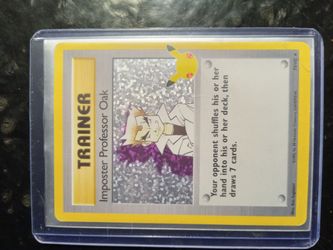 TRAINER
Imposter Professor Oak
Your opponent shuffles his or her
hand into his or her deck, then
draws 7 cards.